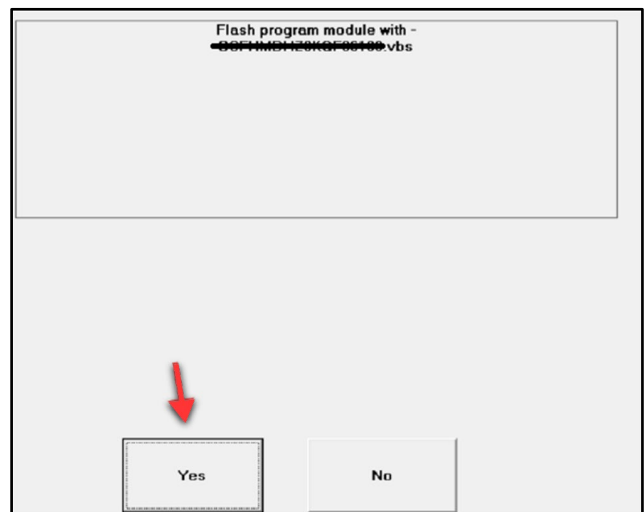 Flash program module with -
.vbs
Yes
No